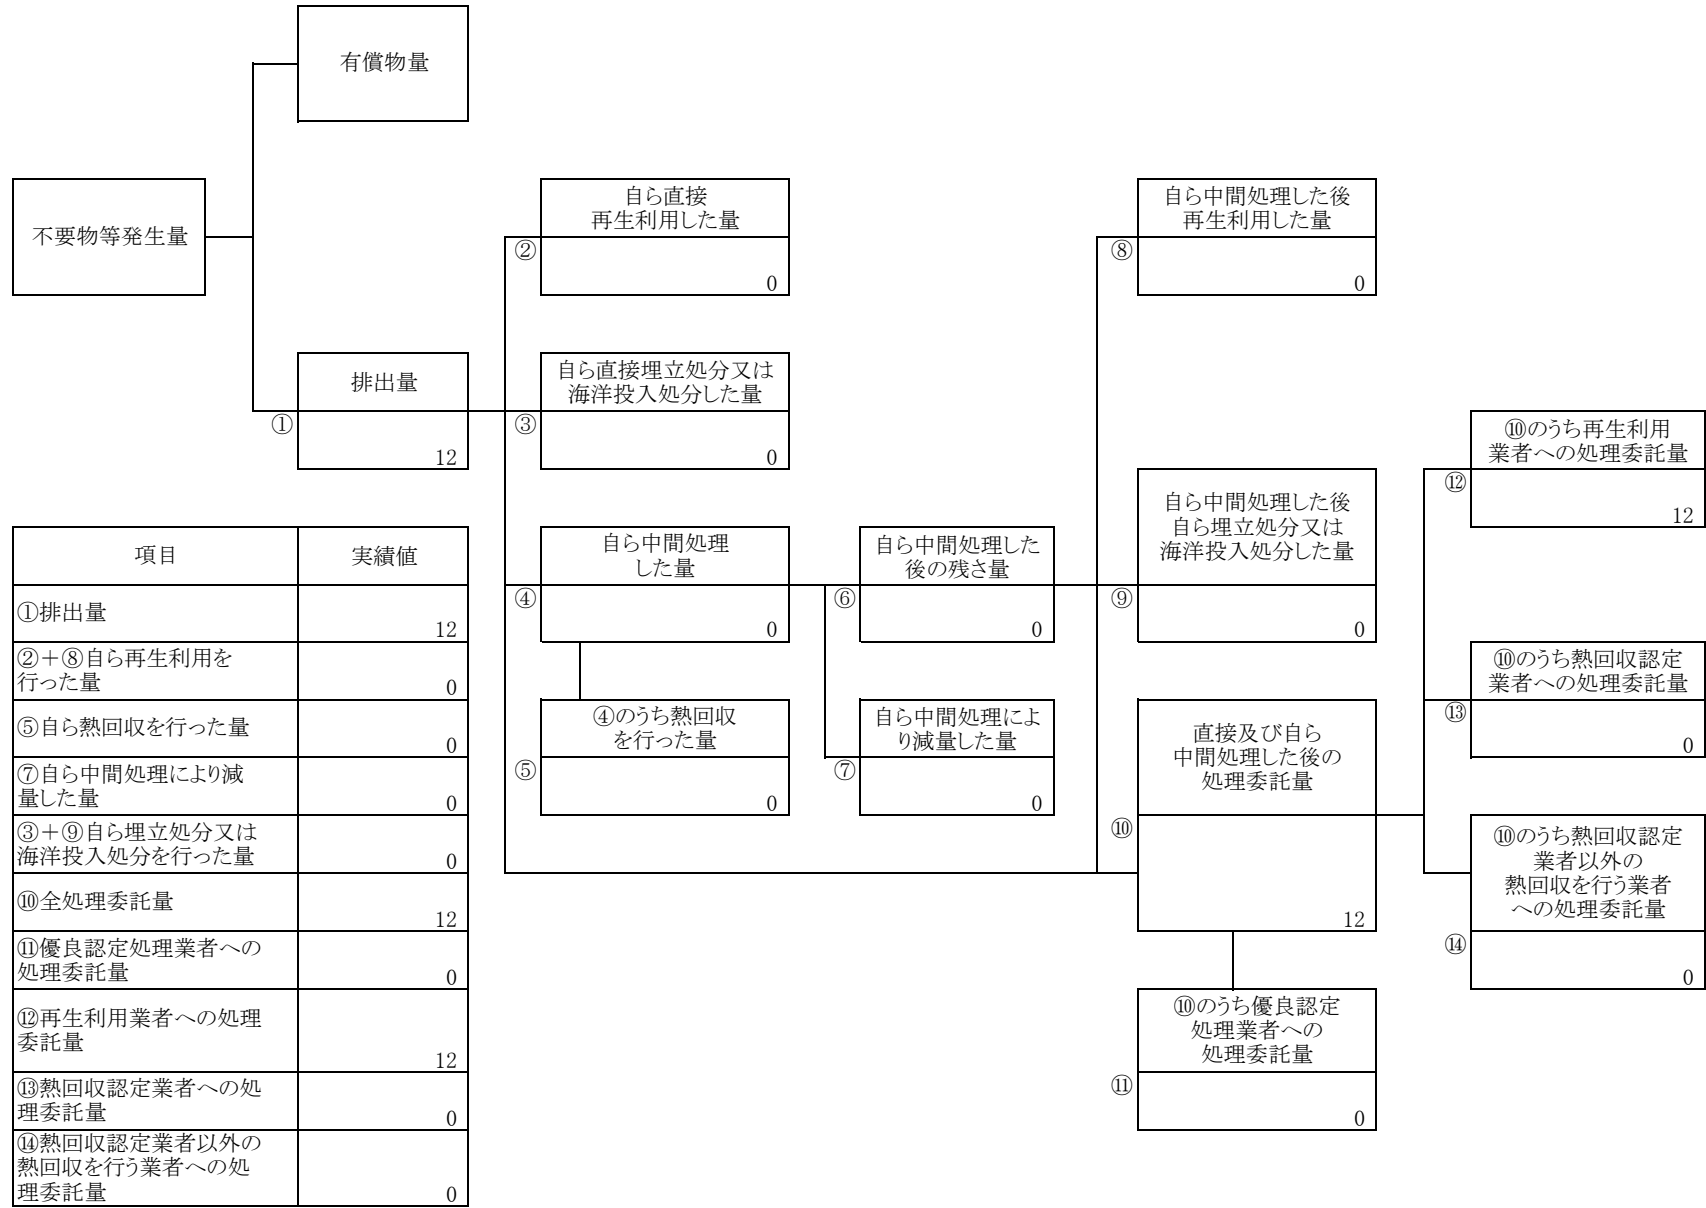 有償物量
不要物等発生量
自ら直接
再生利用した量
②
0
自ら中間処理した後
再生利用した量
⑧
0
排出量
①
12
自ら直接埋立処分又は
海洋投入処分した量
③
0
⑩のうち再生利用
業者への処理委託量
⑫
12
自ら中間処理
した量
④
0
自ら中間処理した
後の残さ量
⑥
0
自ら中間処理した後
自ら埋立処分又は
海洋投入処分した量
⑨
0
⑩のうち熱回収認定
業者への処理委託量
⑬
0
④のうち熱回収
を行った量
⑤
0
自ら中間処理によ
り減量した量
⑦
0
直接及び自ら
中間処理した後の
処理委託量
⑩
12
⑩のうち熱回収認定
業者以外の
熱回収を行う業者
への処理委託量
⑭
0
⑩のうち優良認定
処理業者への
処理委託量
⑪
0
項目 実績値
①排出量
12
②＋⑧自ら再生利用を
行った量
0
⑤自ら熱回収を行った量
0
⑦自ら中間処理により減
量した量
0
③＋⑨自ら埋立処分又は
海洋投入処分を行った量
0
⑩全処理委託量
12
⑪優良認定処理業者への
処理委託量
0
⑫再生利用業者への処理
委託量
12
⑬熱回収認定業者への処
理委託量
0
⑭熱回収認定業者以外の
熱回収を行う業者への処
理委託量
0